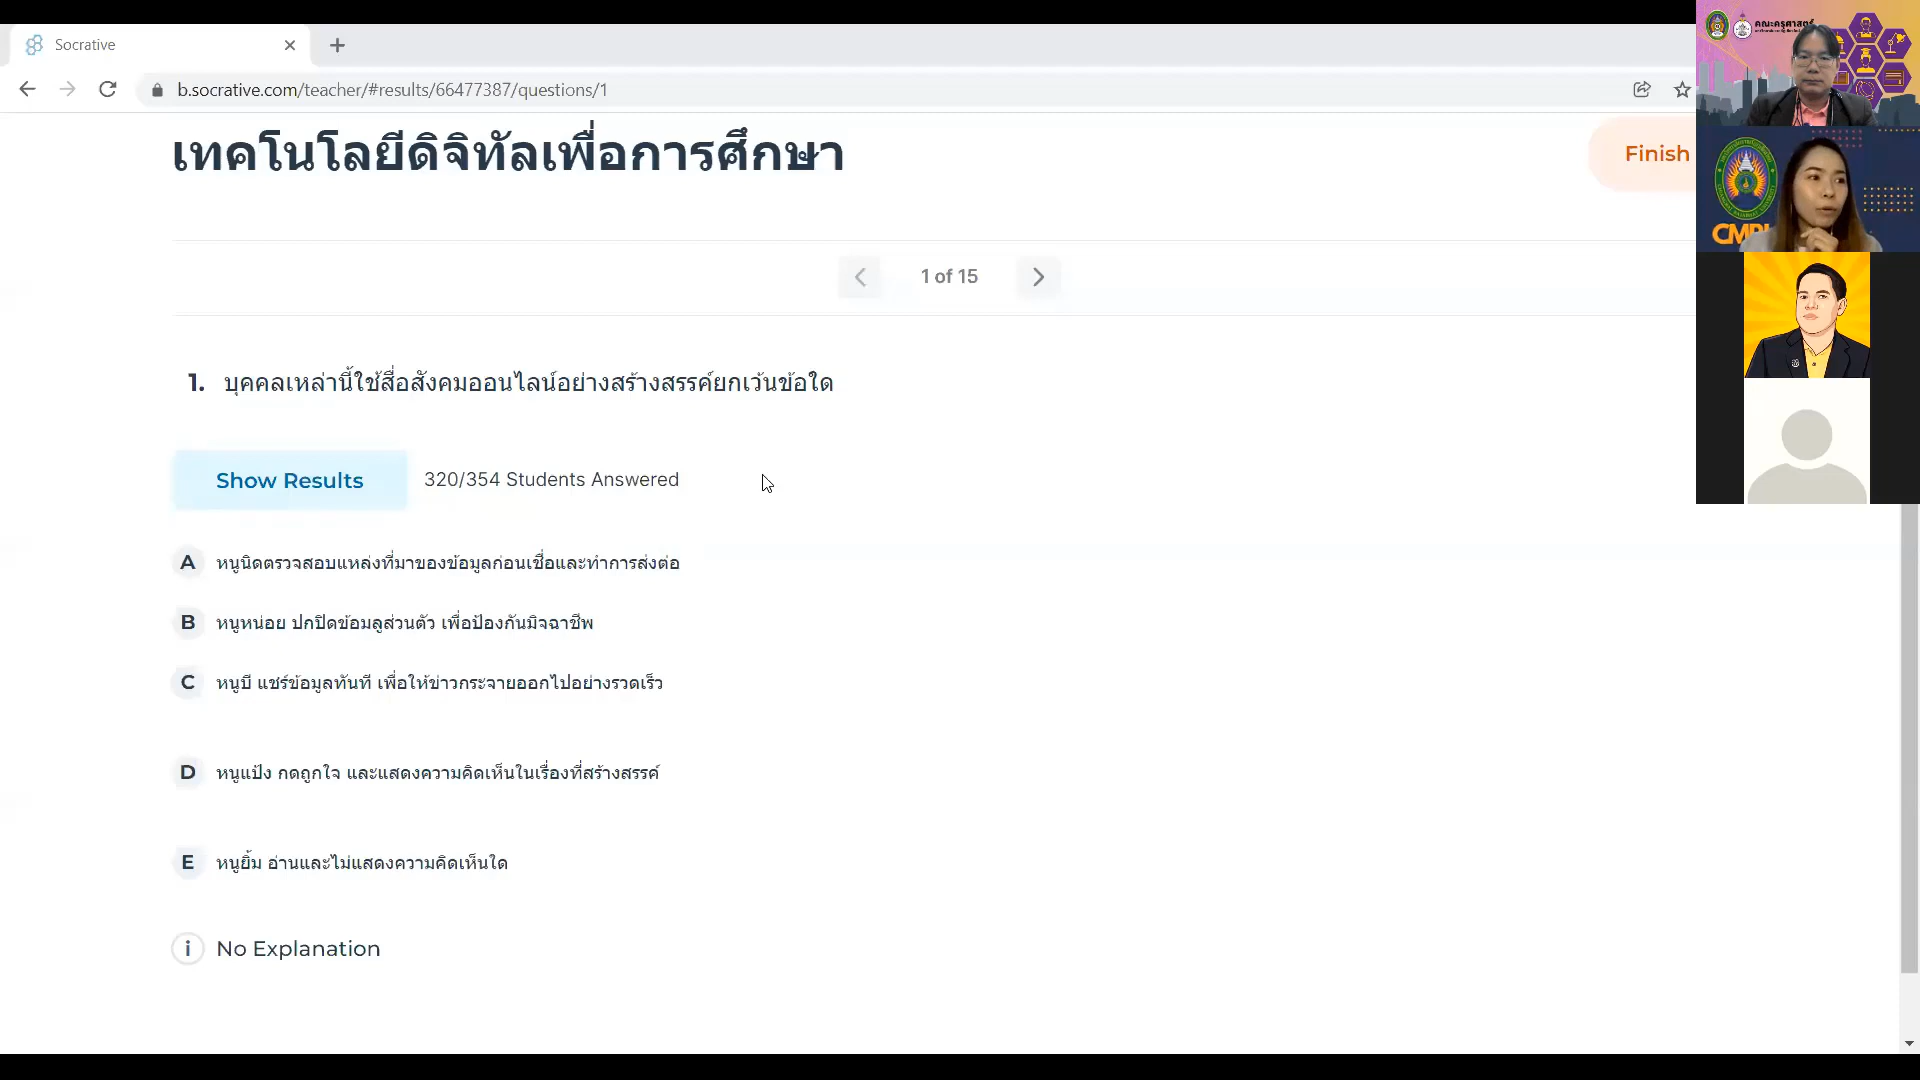 Socrative
b.socrative.com/teacher/#results/66477387/questions/1
เทคโนโลยีดิจิทัลเพื่อการศึกษา
Finish
1 of 15
1. บุคคลเหล่านี้ใช้สื่อสังคมออนไลน์อย่างสร้างสรรค์ยกเว้นข้อใด
Show Results
320/354 Students Answered
A หนูนิดตรวจสอบแหล่งที่มาของข้อมูลก่อนเชื่อและทำการส่งต่อ
B หนูหน่อย ปกปิดข้อมลูส่วนตัว เพื่อป้องกันมิจฉาชีพ
C หนูบี แชร์ข้อมูลทันที เพื่อให้ข่าวกระจายออกไปอย่างรวดเร็ว
D หนูแป้ง กดถูกใจ และแสดงความคิดเห็นในเรื่องที่สร้างสรรค์
E หนูยิ้ม อ่านและไม่แสดงความคิดเห็นใด
i No Explanation
คณะครุศาสตร์